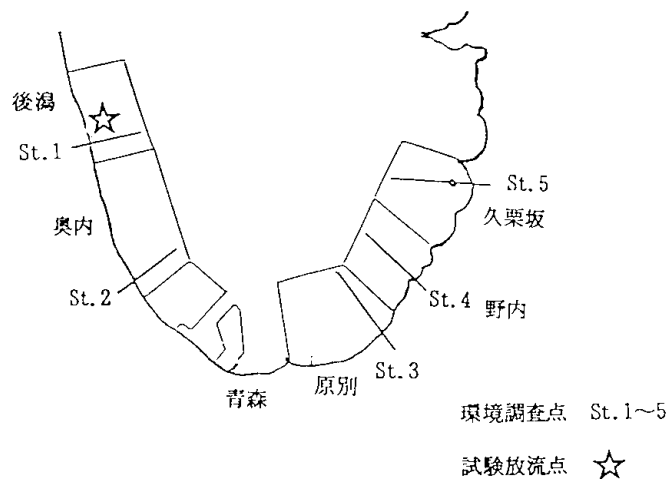 後潟
St.1
St.5
久栗坂
奥内
St.2
St.4
野内
St.3
原別
青森
環境調査点 St.1～5
試験放流点 ☆